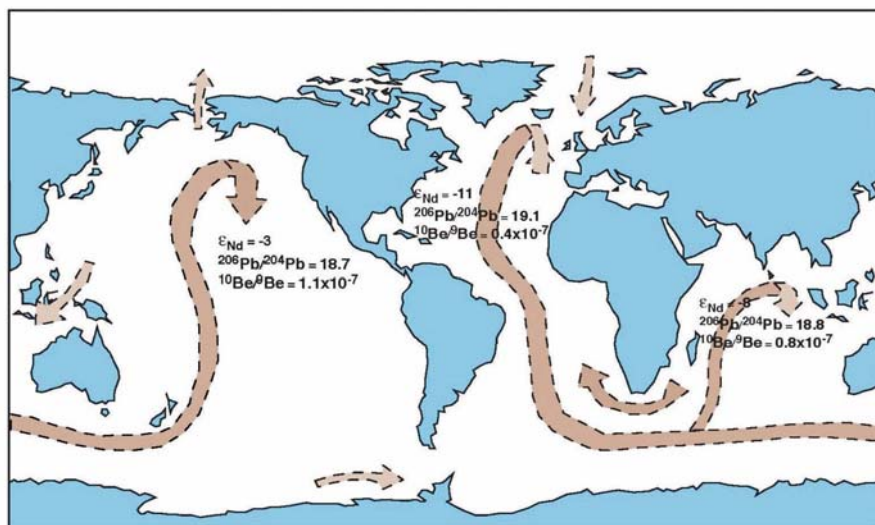 εNd = -11
²⁰⁶Pb/²⁰⁴Pb = 19.1
¹⁰Be/⁹Be = 0.4x10⁻⁷
εNd = -3
²⁰⁶Pb/²⁰⁴Pb = 18.7
¹⁰Be/⁹Be = 1.1x10⁻⁷
εNd = -8
²⁰⁶Pb/²⁰⁴Pb = 18.8
¹⁰Be/⁹Be = 0.8x10⁻⁷